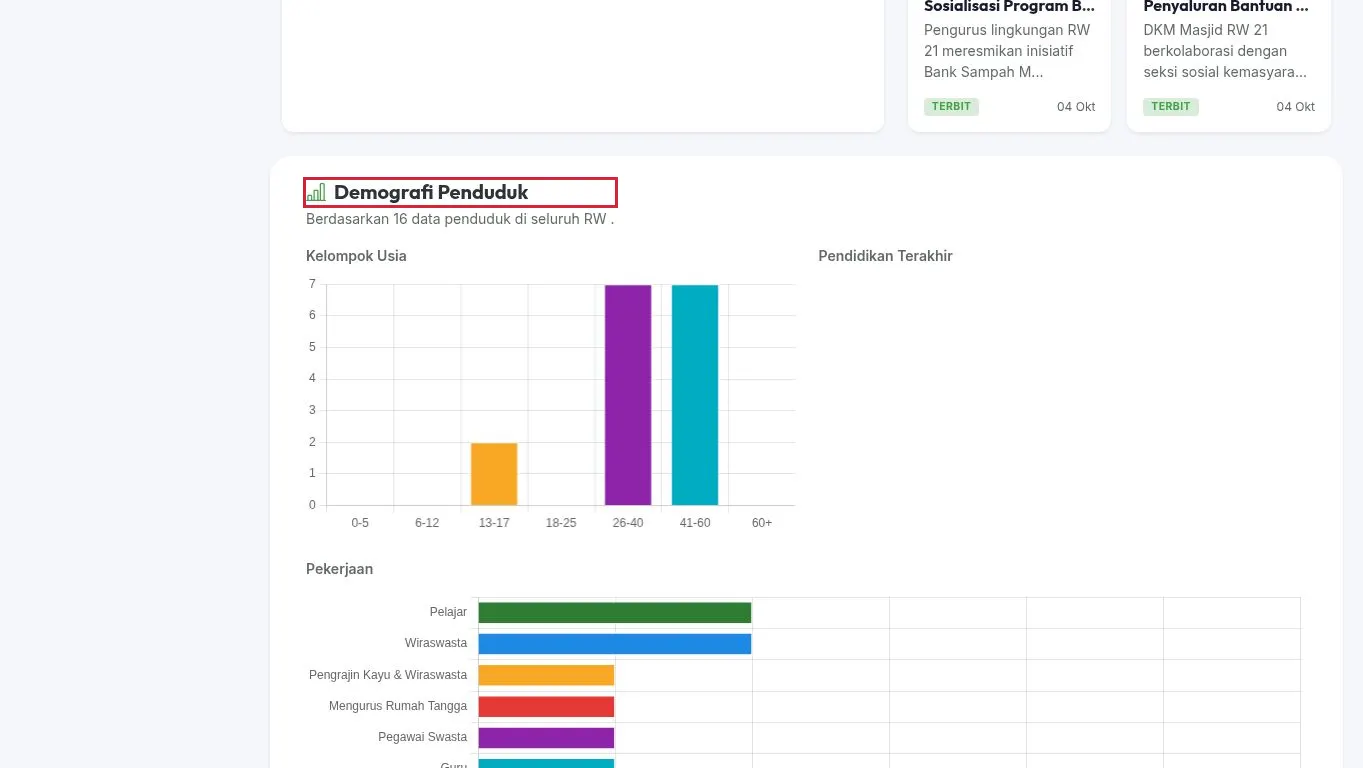 Sosialisasi Program B...
Pengurus lingkungan RW
21 meresmikan inisiatif
Bank Sampah M...
TERBIT
04 Okt
Penyaluran Bantuan ...
DKM Masjid RW 21
berkolaborasi dengan
seksi sosial kemasyara...
TERBIT
04 Okt
Demografi Penduduk
Berdasarkan 16 data penduduk di seluruh RW .
Kelompok Usia
7
6
5
4
3
2
1
0
0-5
6-12
13-17
18-25
26-40
41-60
60+
Pendidikan Terakhir
Pekerjaan
Pelajar
Wiraswasta
Pengrajin Kayu & Wiraswasta
Mengurus Rumah Tangga
Pegawai Swasta
Guru